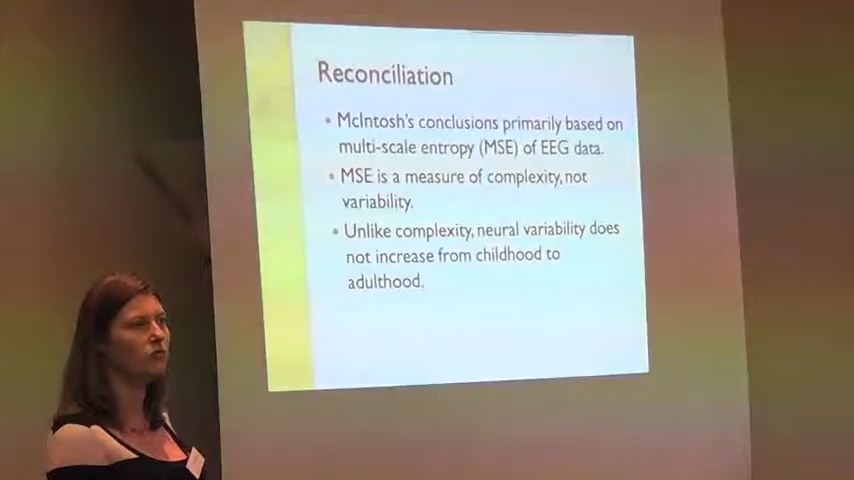 Reconciliation
• McIntosh's conclusions primarily based on
multi-scale entropy (MSE) of EEG data.
• MSE is a measure of complexity, not
variability.
• Unlike complexity, neural variability does
not increase from childhood to
adulthood.